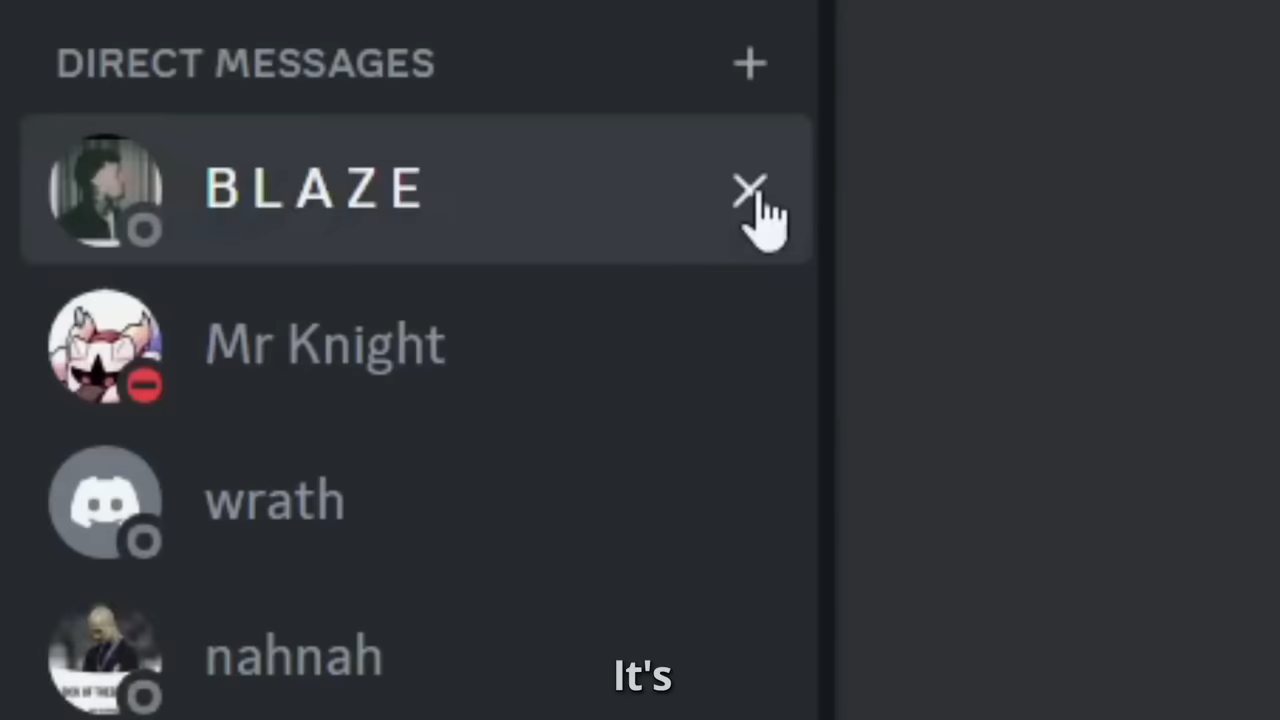 DIRECT MESSAGES
B L A Z E
Mr Knight
wrath
nahnah
It's